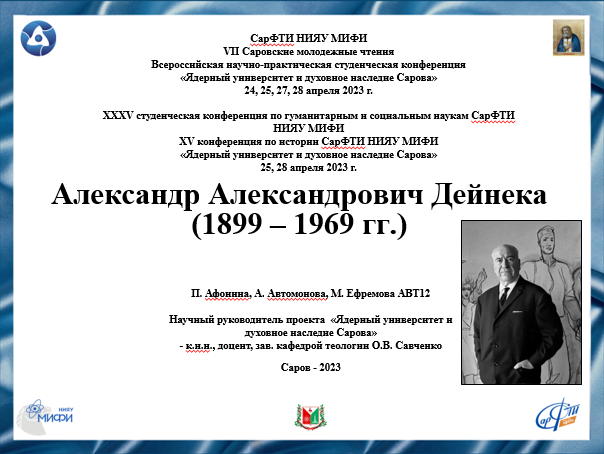 СарФТИ НИЯУ МИФИ
VII Саровские молодежные чтения
Всероссийская научно-практическая студенческая конференция
«Ядерный университет и духовное наследие Сарова»
24, 25, 27, 28 апреля 2023 г.
XXXV студенческая конференция по гуманитарным и социальным наукам СарФТИ
НИЯУ МИФИ
XV конференция по истории СарФТИ НИЯУ МИФИ
«Ядерный университет и духовное наследие Сарова»
25, 28 апреля 2023 г.
Александр Александрович Дейнека
(1899 – 1969 гг.)
П. Афонина, А. Автомонова, М. Ефремова АВТ12
Научный руководитель проекта «Ядерный университет и
духовное наследие Сарова»
- к.и.н., доцент, зав. кафедрой теологии О.В. Савченко
Саров - 2023
НИЯУ
МИФИ
СарФТИ